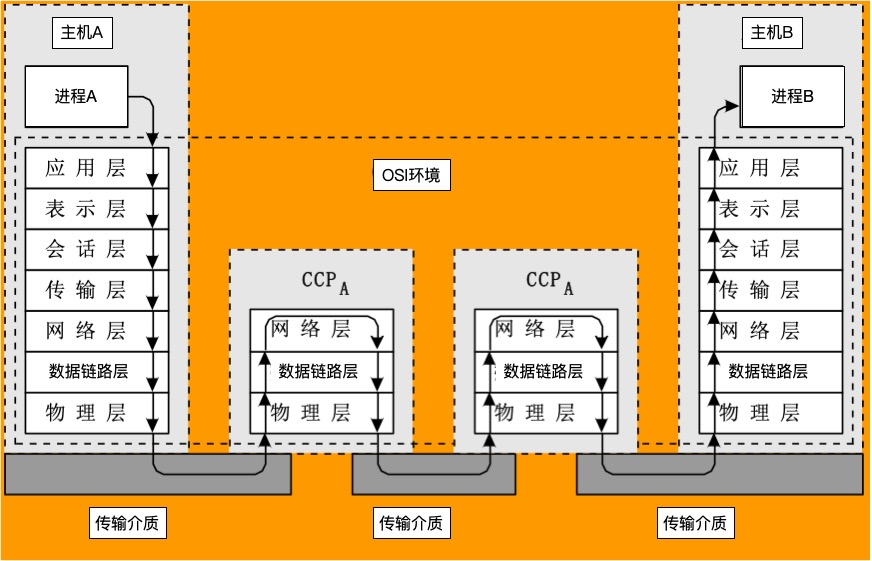 主机A
主机B
进程A
进程B
OSI环境
应用层
表示层
会话层
传输层
网络层
数据链路层
物理层
CCPA
网络层
数据链路层
物理层
CCPA
网络层
数据链路层
物理层
应用层
表示层
会话层
传输层
网络层
数据链路层
物理层
传输介质
传输介质
传输介质